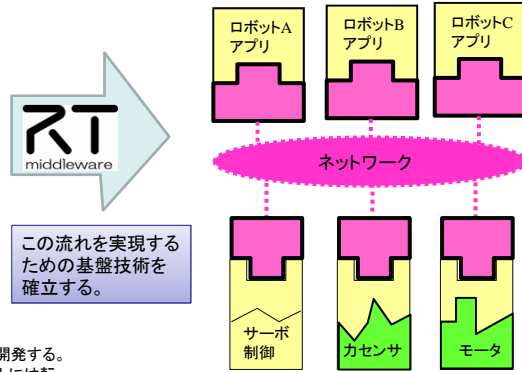 ロボットA
アプリ
ロボットB
アプリ
ロボットC
アプリ
RT
middleware
ネットワーク
この流れを実現する
ための基盤技術を
確立する。
サーボ
制御
力センサ
モータ
開発する。